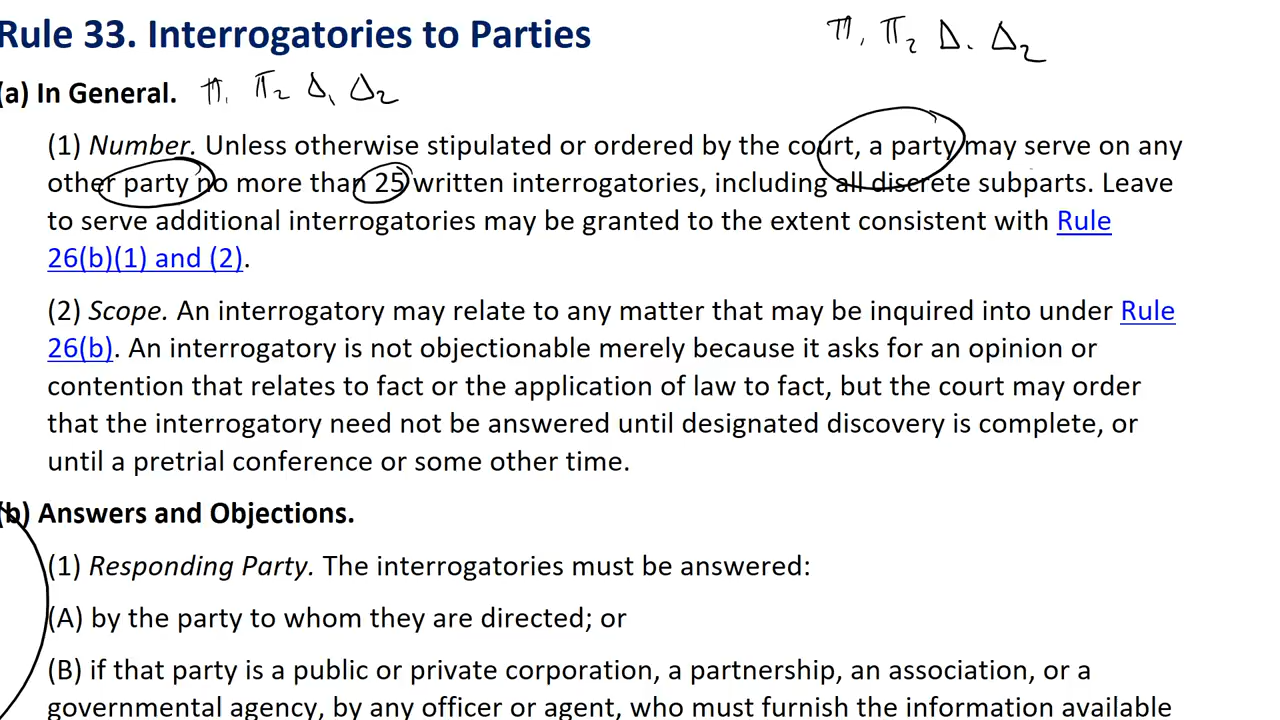 Rule 33. Interrogatories to Parties
π, π₂ Δ. Δ₂
(a) In General. π, π₂ Δ, Δ₂
(1) Number. Unless otherwise stipulated or ordered by the court, a party may serve on any
other party no more than 25 written interrogatories, including all discrete subparts. Leave
to serve additional interrogatories may be granted to the extent consistent with Rule
26(b)(1) and (2).
(2) Scope. An interrogatory may relate to any matter that may be inquired into under Rule
26(b). An interrogatory is not objectionable merely because it asks for an opinion or
contention that relates to fact or the application of law to fact, but the court may order
that the interrogatory need not be answered until designated discovery is complete, or
until a pretrial conference or some other time.
(b) Answers and Objections.
(1) Responding Party. The interrogatories must be answered:
(A) by the party to whom they are directed; or
(B) if that party is a public or private corporation, a partnership, an association, or a
governmental agency, by any officer or agent, who must furnish the information available